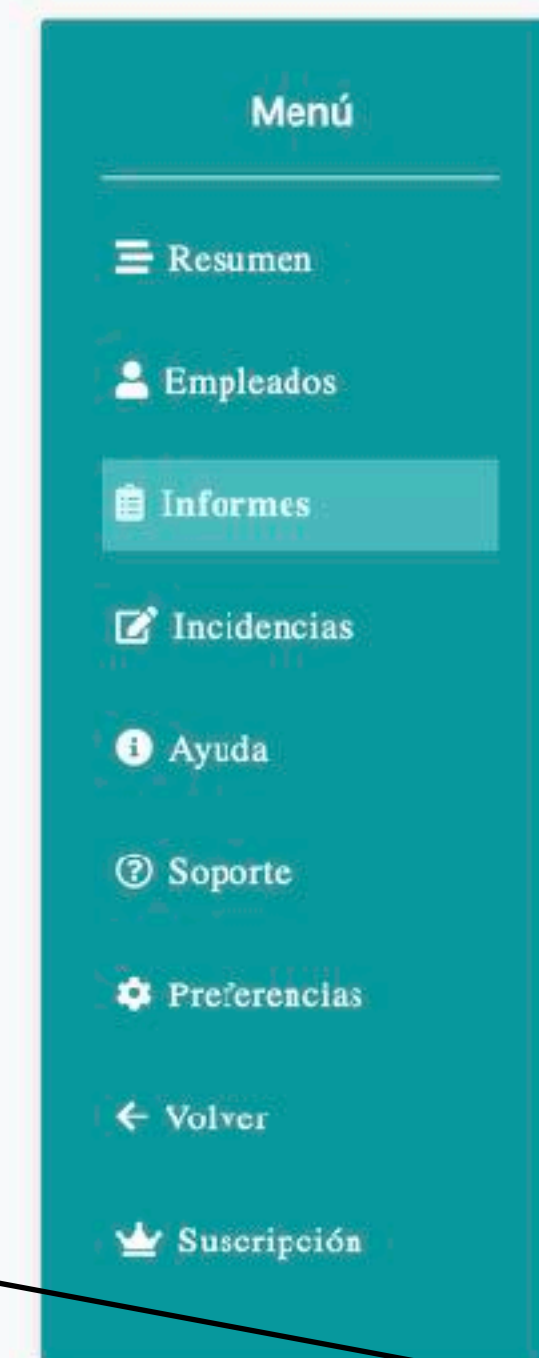 Menú
Resumen
Empleados
Informes
Incidencias
Ayuda
Soporte
Preferencias
Volver
Suscripción